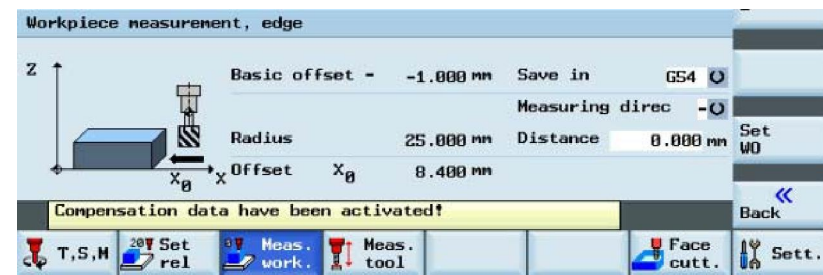 Workpiece measurement, edge
Z
Basic offset - -1.000 mm Save in G54
Measuring direc -
Radius 25.000 mm Distance 0.000 mm
Set
WO
X0 X Offset X0 8.400 mm
Compensation data have been activated!
«
Back
T,S,M
Set
rel
Meas.
work.
Meas.
tool
Face
cutt.
Sett.